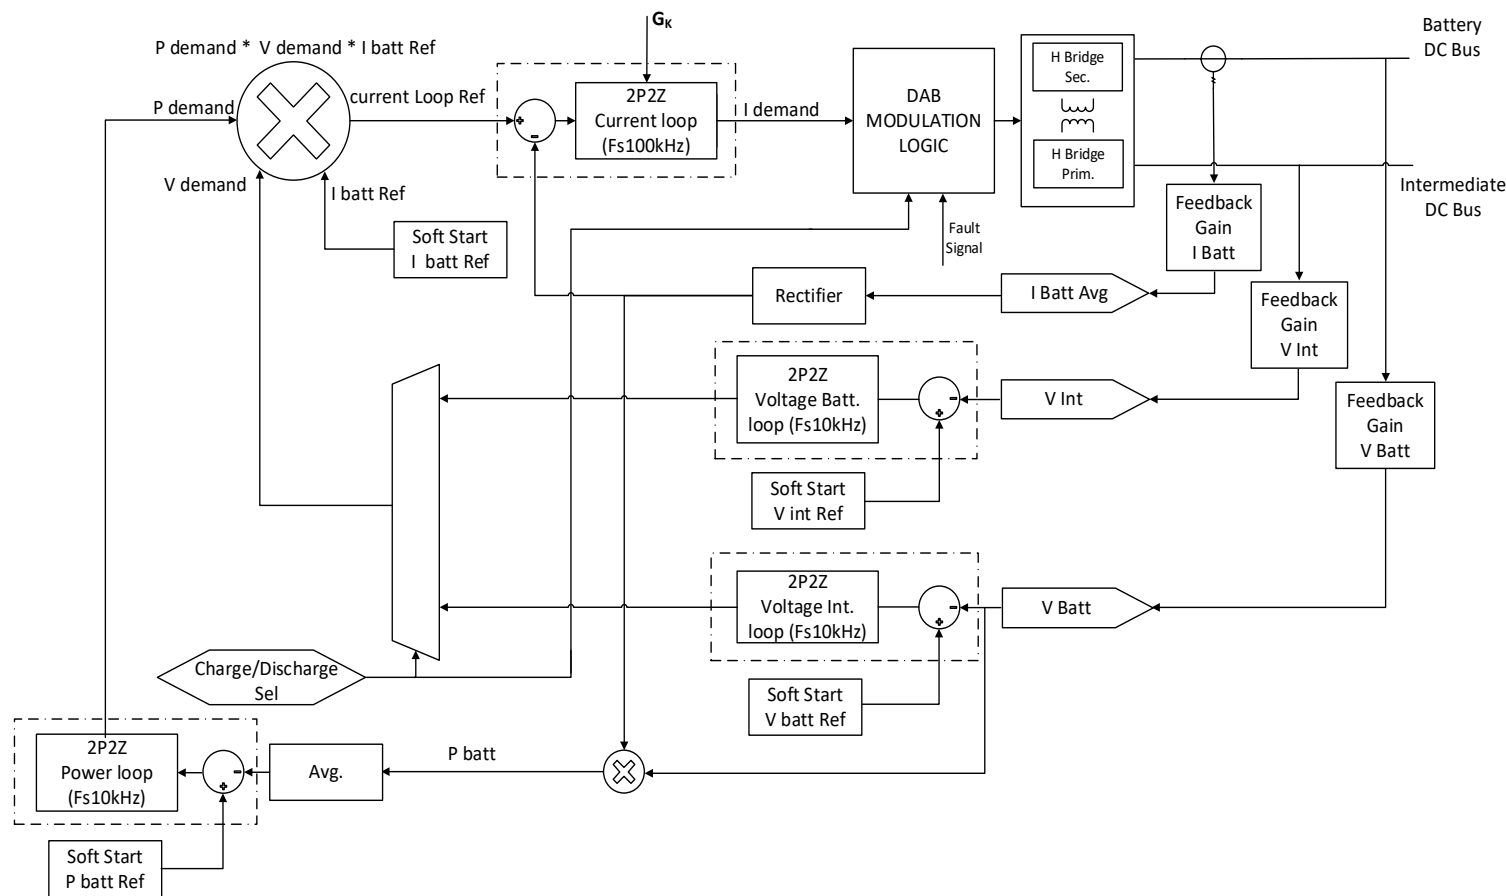 P demand * V demand * I batt Ref
P demand
current Loop Ref
V demand
I batt Ref
Soft Start
I batt Ref
G_K
2P2Z
Current loop
(Fs100kHz)
+
-
I demand
DAB
MODULATION
LOGIC
Fault
Signal
H Bridge
Sec.
H Bridge
Prim.
Battery
DC Bus
Intermediate
DC Bus
Feedback
Gain
I Batt
Rectifier
I Batt Avg
Feedback
Gain
V Int
2P2Z
Voltage Batt.
loop (Fs10kHz)
-
+
V Int
Feedback
Gain
V Batt
Soft Start
V int Ref
2P2Z
Voltage Int.
loop (Fs10kHz)
-
+
V Batt
Charge/Discharge
Sel
Soft Start
V batt Ref
2P2Z
Power loop
(Fs10kHz)
-
+
Avg.
P batt
Soft Start
P batt Ref